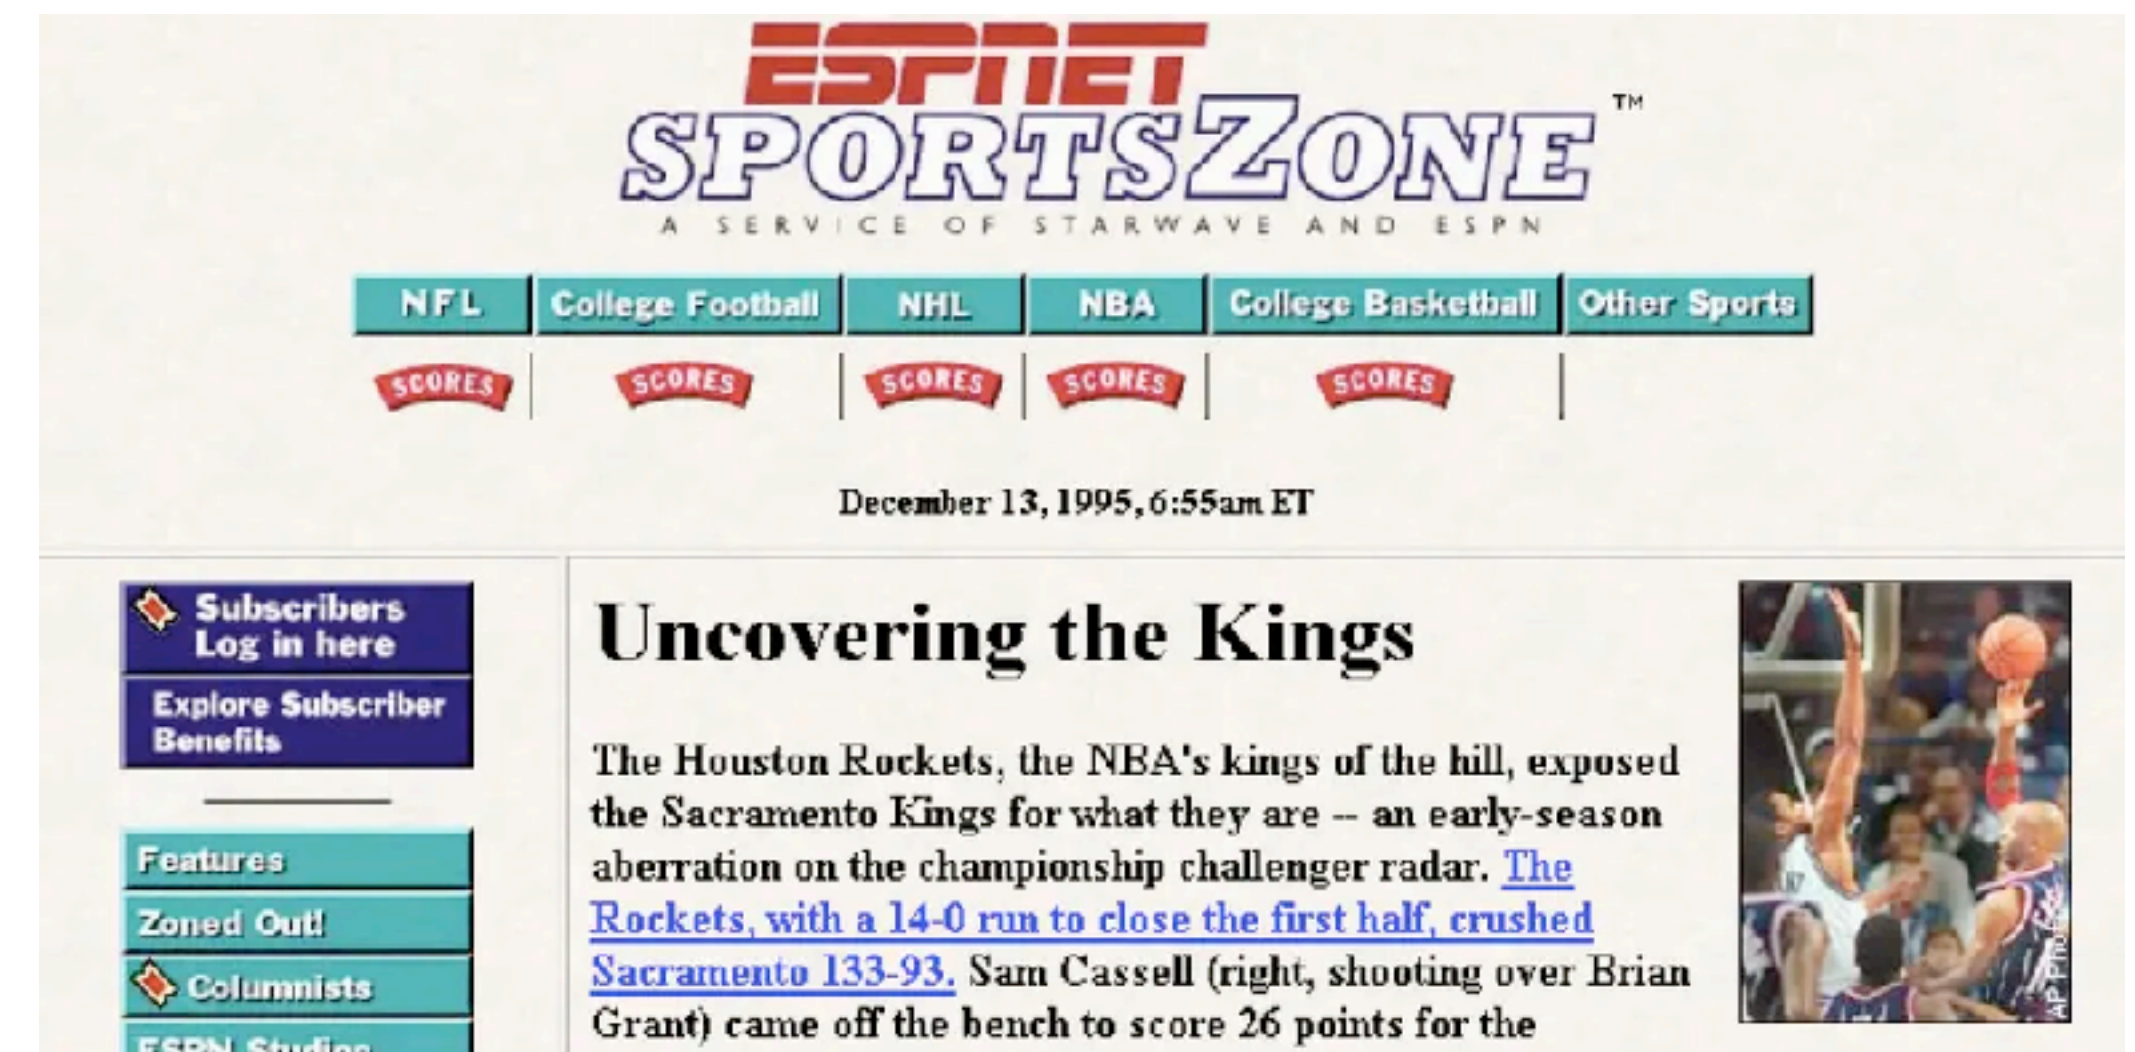 ESPNET
SPORTSZONE ™
A SERVICE OF STARWAVE AND ESPN
NFL College Football NHL NBA College Basketball Other Sports
SCORES SCORES SCORES SCORES SCORES
December 13, 1995, 6:55am ET
Subscribers
Log in here
Explore Subscriber
Benefits
Features
Zoned Out!
Columnists
ESPN Studios
Uncovering the Kings
The Houston Rockets, the NBA's kings of the hill, exposed
the Sacramento Kings for what they are -- an early-season
aberration on the championship challenger radar. The
Rockets, with a 14-0 run to close the first half, crushed
Sacramento 133-93. Sam Cassell (right, shooting over Brian
Grant) came off the bench to score 26 points for the
AP Photo